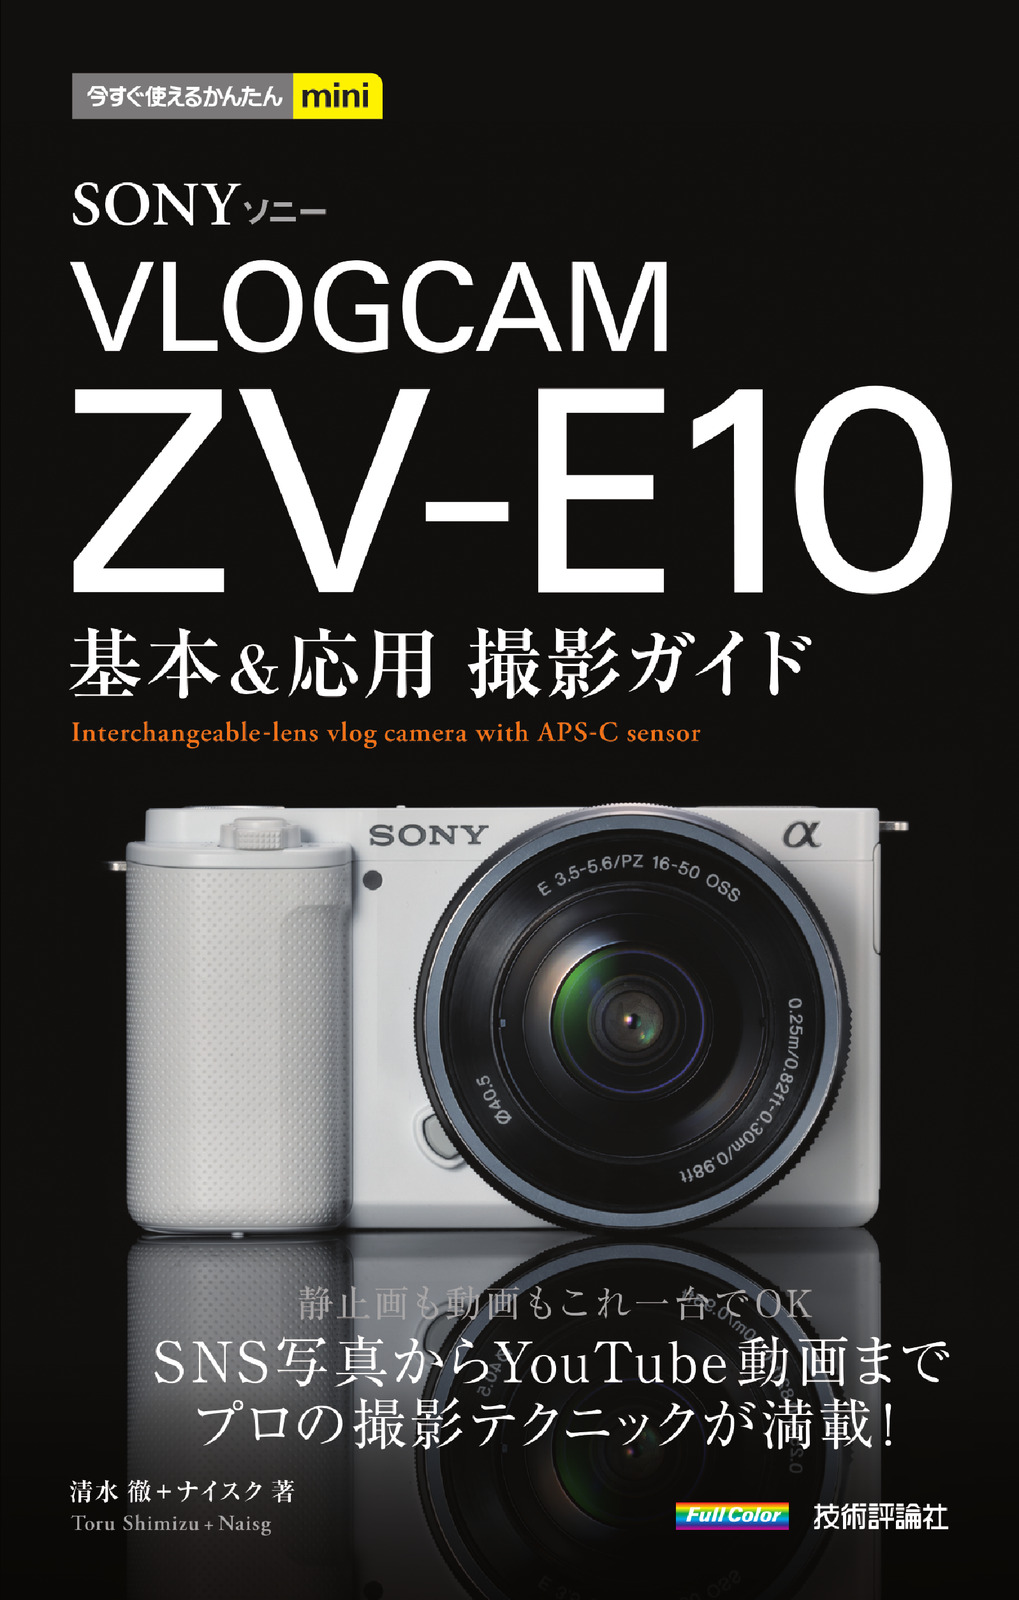 今すぐ使えるかんたん mini
SONY ソニー
VLOGCAM
ZV-E10
基本&応用 撮影ガイド
Interchangeable-lens vlog camera with APS-C sensor
SONY
α
E 3.5-5.6/PZ 16-50 OSS
0.25m/0.82ft-0.30m/0.98ft
Ø40.5
静止画も動画もこれ一台でOK
SNS写真からYouTube動画まで
プロの撮影テクニックが満載!
清水 徹+ナイスク 著
Toru Shimizu+Naisg
Full Color
技術評論社